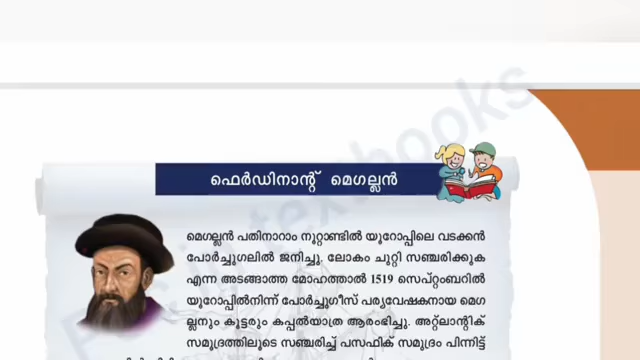 ഫെർഡിനാന്റ് മെഗല്ലൻ
മെഗല്ലൻ പതിനാറാം നൂറ്റാണ്ടിൽ യൂറോപ്പിലെ വടക്കൻ
പോർച്ചുഗലിൽ ജനിച്ചു. ലോകം ചുറ്റി സഞ്ചരിക്കുക
എന്ന അടങ്ങാത്ത മോഹത്താൽ 1519 സെപ്റ്റംബറിൽ
യൂറോപ്പിൽനിന്ന് പോർച്ചുഗീസ് പര്യവേഷകനായ മെഗ
ല്ലനും കൂട്ടരും കപ്പൽയാത്ര ആരംഭിച്ചു. അറ്റ്ലാന്റിക്
സമുദ്രത്തിലൂടെ സഞ്ചരിച്ച് പസഫിക് സമുദ്രം പിന്നിട്ട്